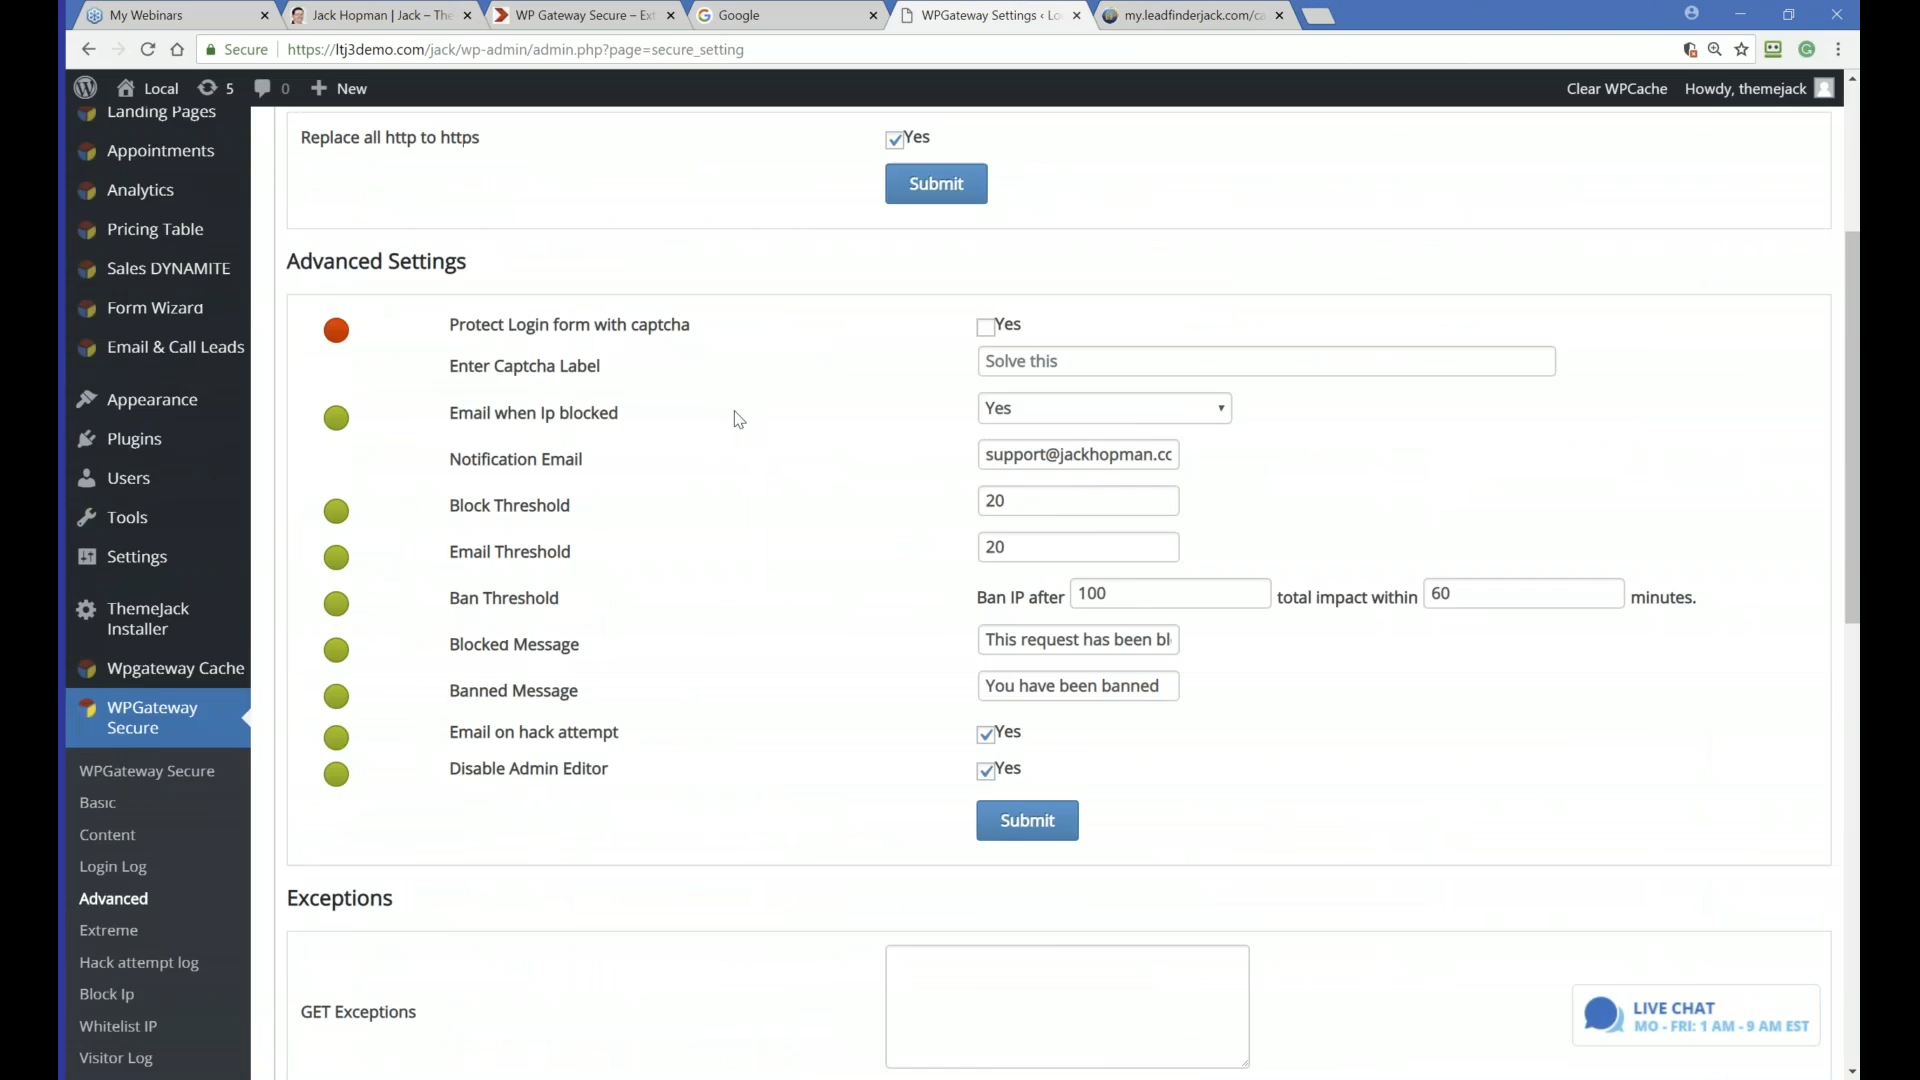 My Webinars
Jack Hopman | Jack – The
WP Gateway Secure – Ext
Google
WPGateway Settings ‹ Lo
my.leadfinderjack.com/ca
Secure
https://ltj3demo.com/jack/wp-admin/admin.php?page=secure_setting
Local
5
0
New
Clear WPCache
Howdy, themejack
Landing Pages
Appointments
Analytics
Pricing Table
Sales DYNAMITE
Form Wizard
Email & Call Leads
Appearance
Plugins
Users
Tools
Settings
ThemeJack
Installer
Wpgateway Cache
WPGateway
Secure
WPGateway Secure
Basic
Content
Login Log
Advanced
Extreme
Hack attempt log
Block Ip
Whitelist IP
Visitor Log
Replace all http to https
Yes
Submit
Advanced Settings
Protect Login form with captcha
Yes
Enter Captcha Label
Solve this
Email when Ip blocked
Yes
Notification Email
support@jackhopman.cc
Block Threshold
20
Email Threshold
20
Ban Threshold
Ban IP after 100 total impact within 60 minutes.
Blocked Message
This request has been bl
Banned Message
You have been banned
Email on hack attempt
Yes
Disable Admin Editor
Yes
Submit
Exceptions
GET Exceptions
LIVE CHAT
MO - FRI: 1 AM - 9 AM EST